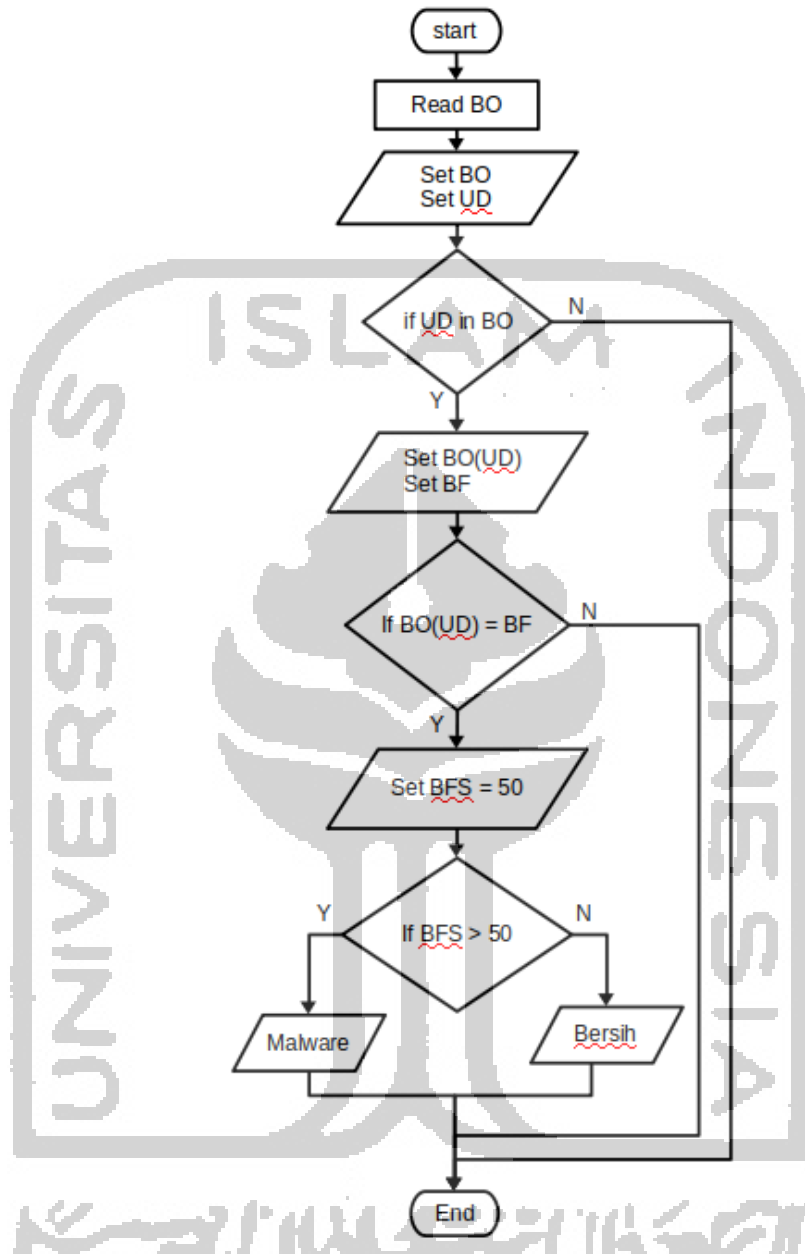 start
Read BO
Set BO
Set UD
if UD in BO
N
Y
Set BO(UD)
Set BF
If BO(UD) = BF
N
Y
Set BFS = 50
If BFS > 50
Y
N
Malware
Bersih
End
UNIVERSITAS
ISLAM
INDONESIA